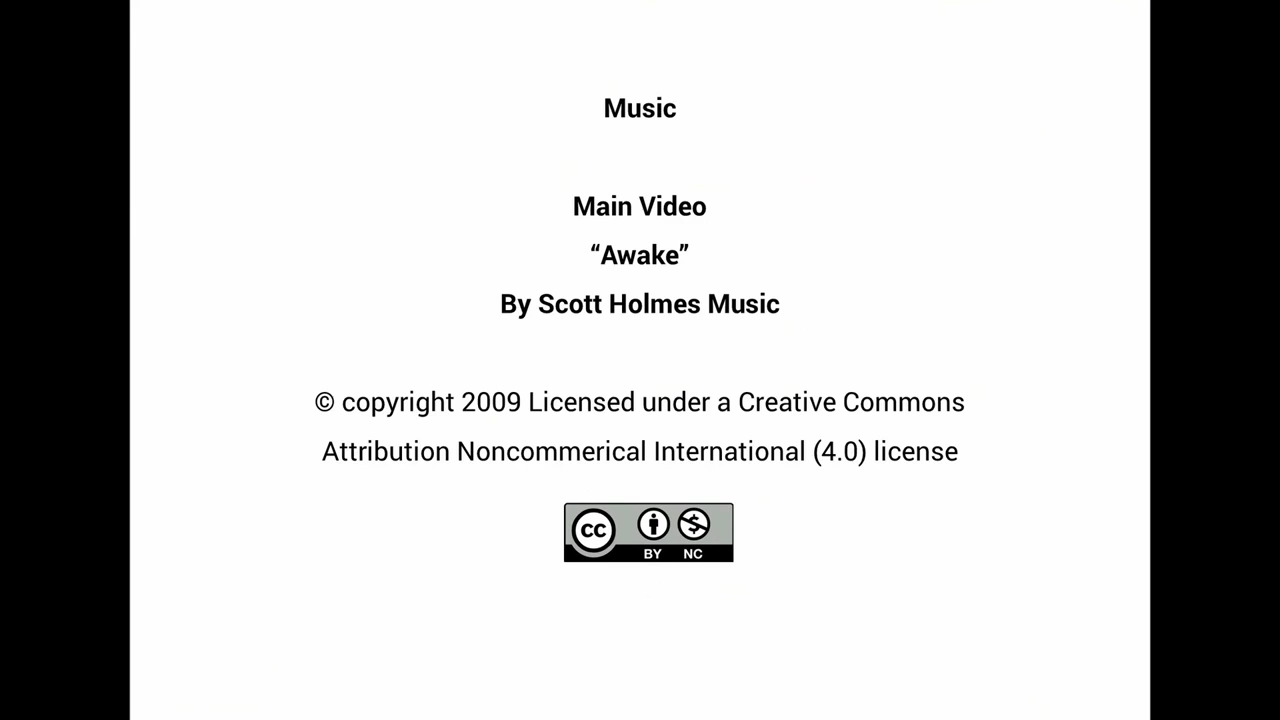 Music
Main Video
“Awake”
By Scott Holmes Music
© copyright 2009 Licensed under a Creative Commons
Attribution Noncommerical International (4.0) license
cc
BY NC